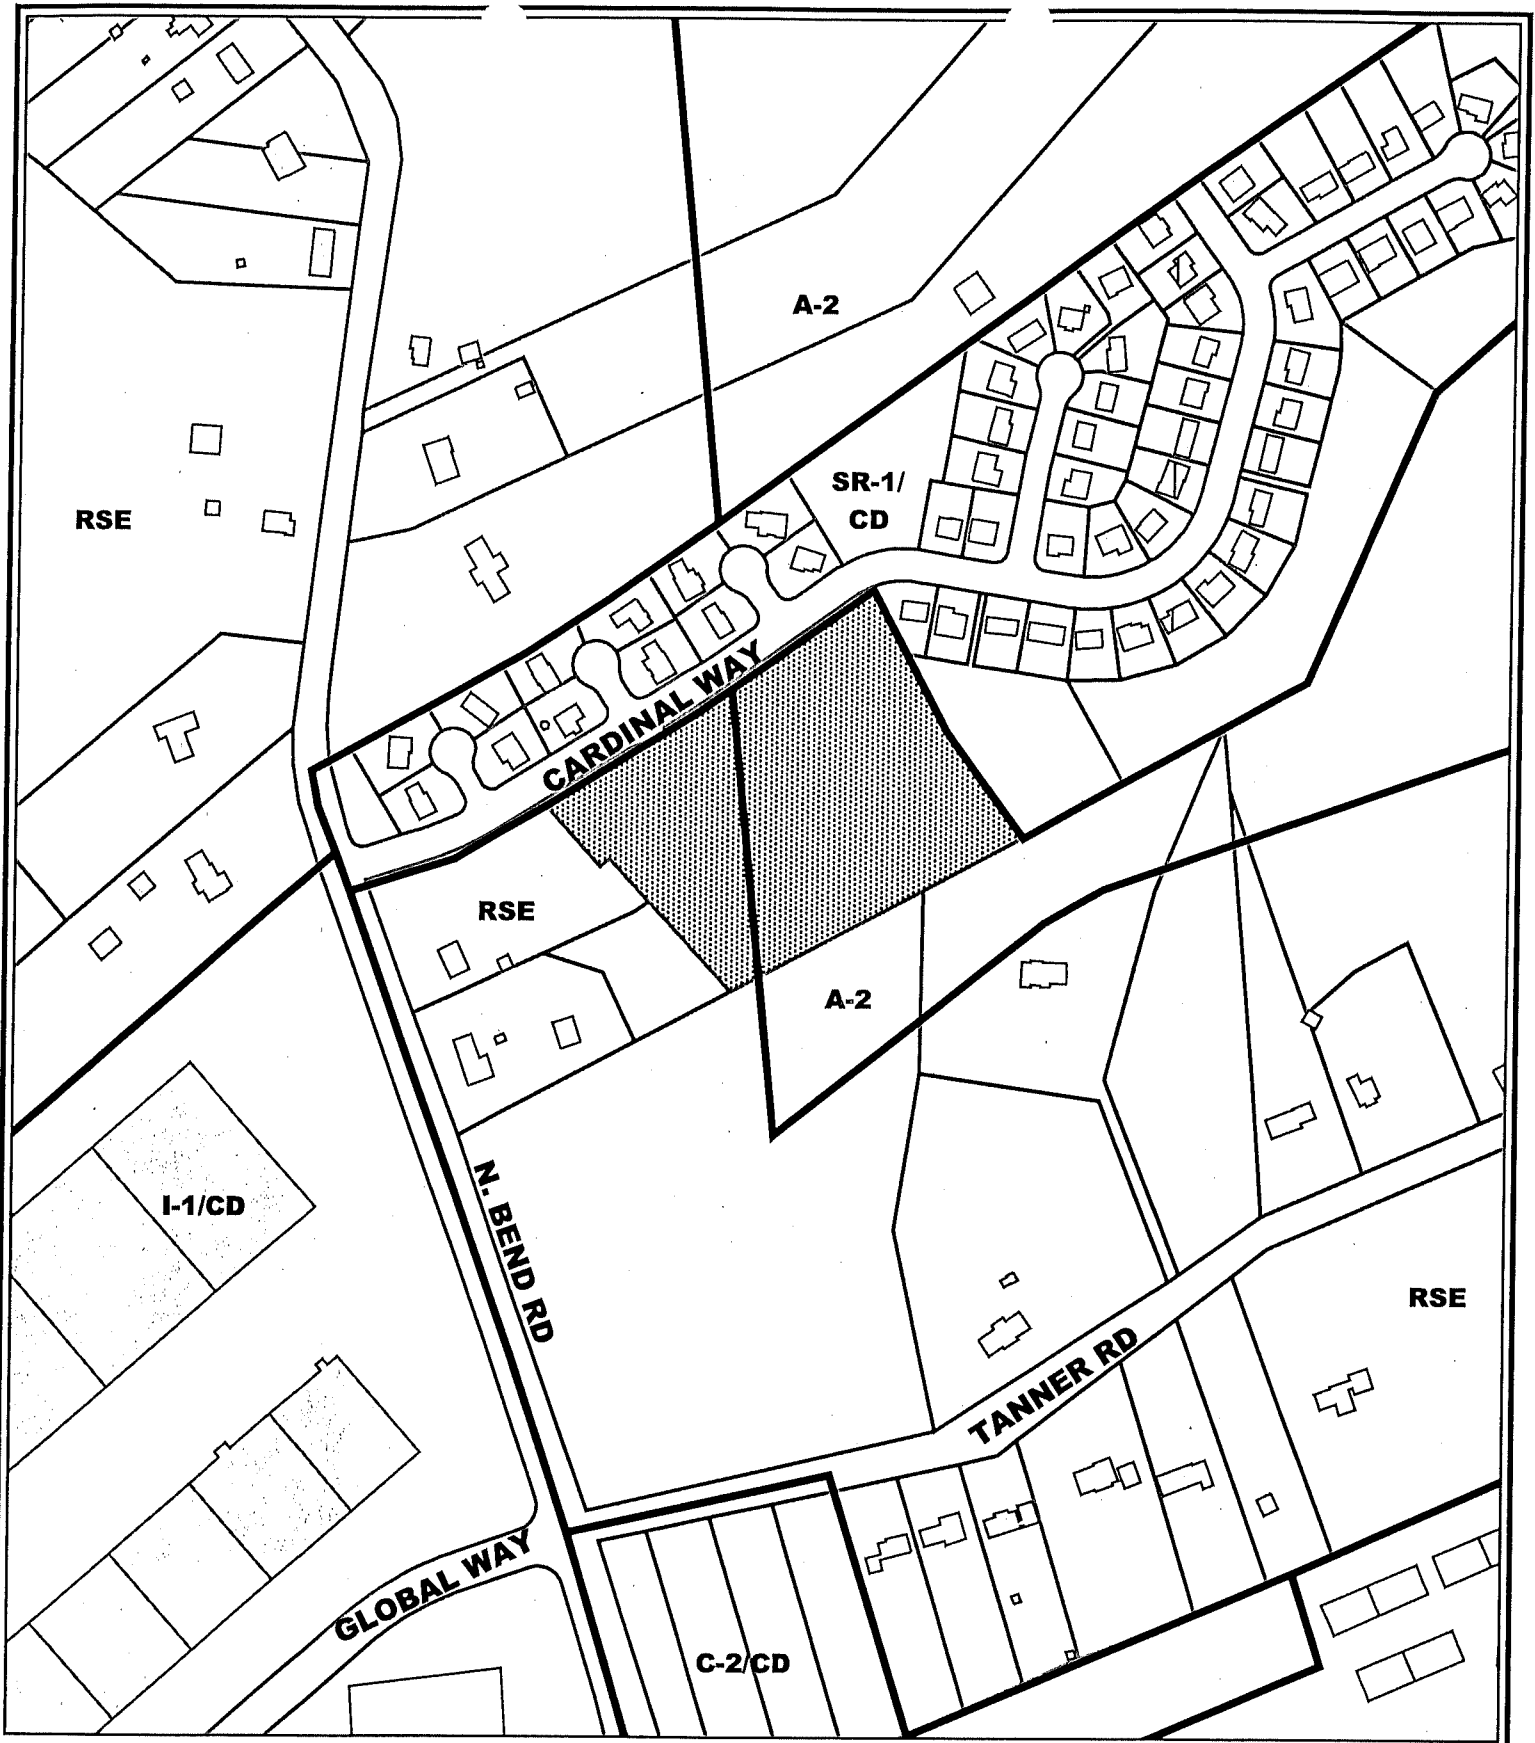 A-2
SR-1/
CD
RSE
CARDINAL WAY
RSE
A-2
I-1/CD
N. BEND RD
RSE
TANNER RD
GLOBAL WAY
C-2/CD